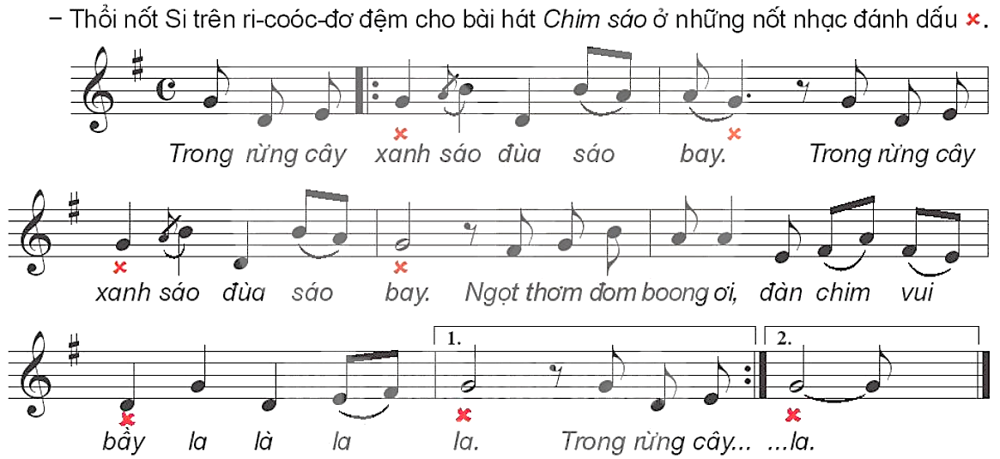 – Thổi nốt Si trên ri-coóc-đơ đệm cho bài hát Chim sáo ở những nốt nhạc đánh dấu ×.
Trong rừng cây xanh sáo đùa sáo bay. Trong rừng cây
xanh sáo đùa sáo bay. Ngọt thơm đom boong ơi, đàn chim vui
1. 2.
bầy la là la la. Trong rừng cây... ...la.